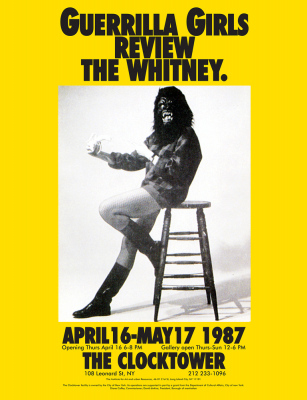 GUERRILLA GIRLS
REVIEW
THE WHITNEY.
APRIL 16-MAY 17 1987
Opening Thurs April 16 6-8 PM Gallery open Thurs-Sun 12-6 PM
THE CLOCKTOWER
108 Leonard St, NY 212 233-1096